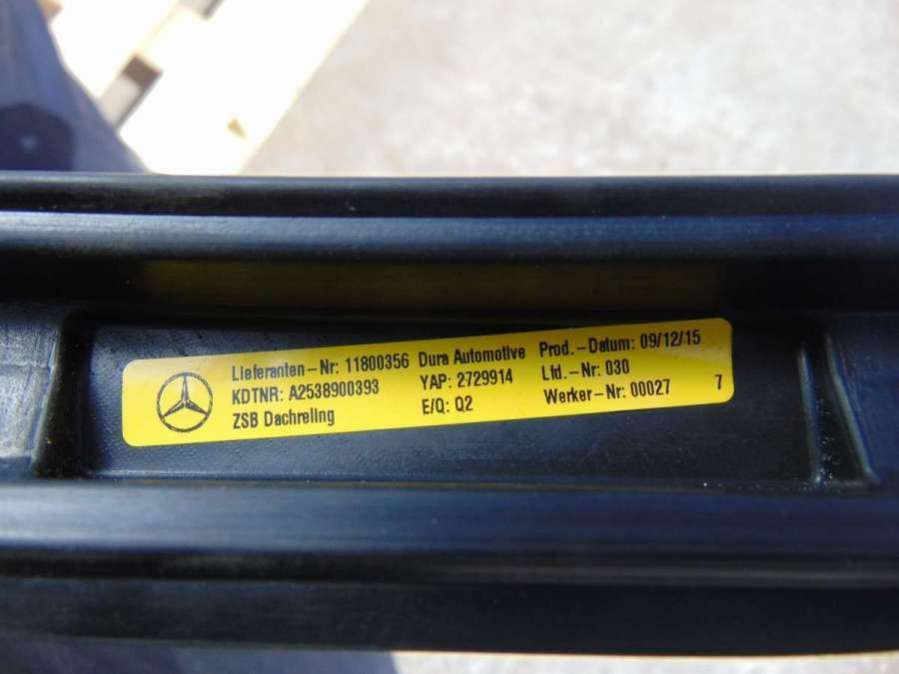 Lieferanten-Nr: 11800356 Dura Automotive Prod.-Datum: 09/12/15
KDTNR: A2538900393 YAP: 2729914 Lfd.-Nr: 030
ZSB Dachreling E/Q: Q2 Werker-Nr: 00027 7